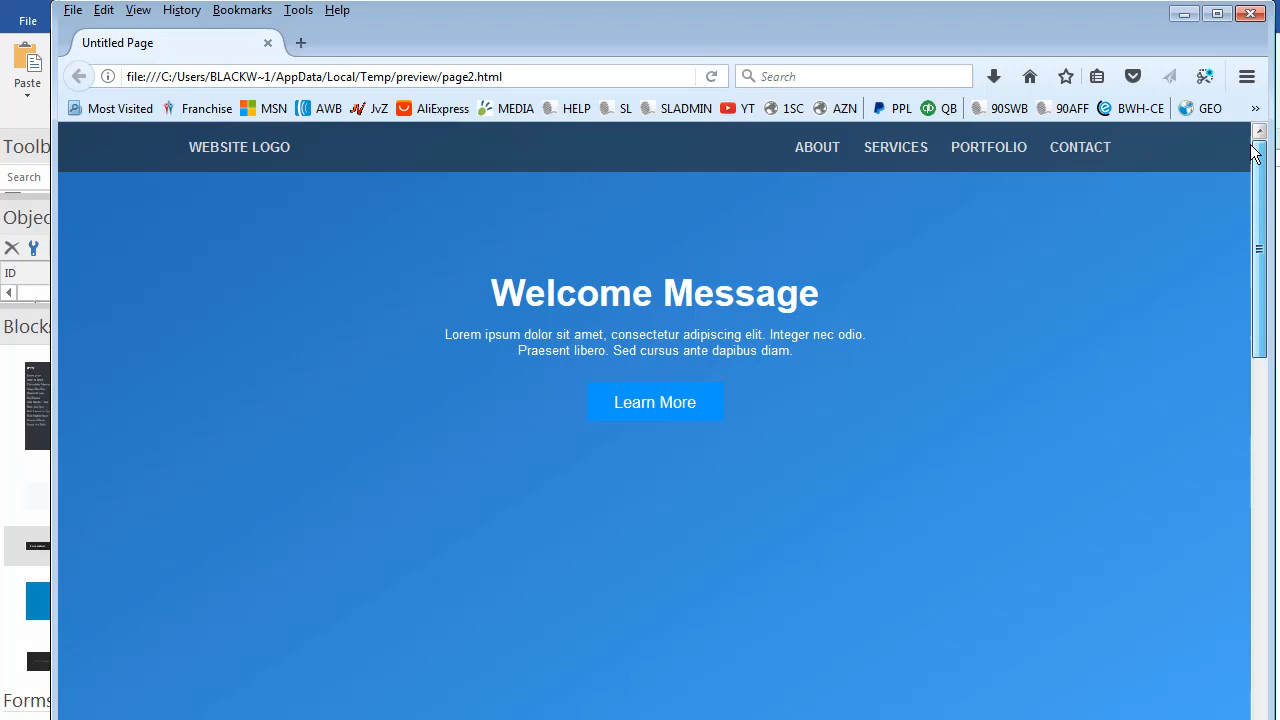 File
Paste
Toolb
Search
Objec
ID
Blocks
Forms
File Edit View History Bookmarks Tools Help
Untitled Page
file:///C:/Users/BLACKW~1/AppData/Local/Temp/preview/page2.html
Search
Most Visited Franchise MSN AWB JvZ AliExpress MEDIA HELP SL SLADMIN YT 1SC AZN PPL QB 90SWB 90AFF BWH-CE GEO
WEBSITE LOGO ABOUT SERVICES PORTFOLIO CONTACT
Welcome Message
Lorem ipsum dolor sit amet, consectetur adipiscing elit. Integer nec odio.
Praesent libero. Sed cursus ante dapibus diam.
Learn More